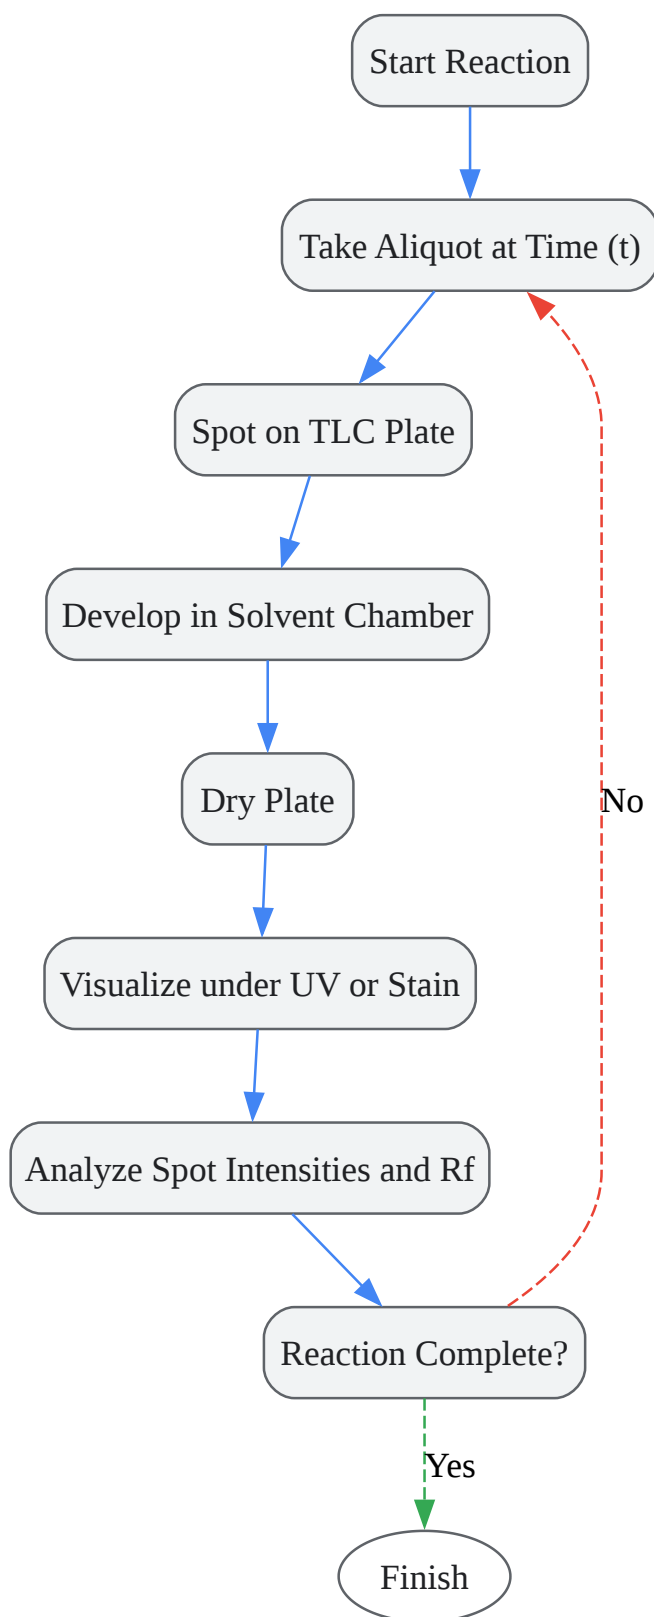 Start Reaction
Take Aliquot at Time (t)
Spot on TLC Plate
Develop in Solvent Chamber
Dry Plate
No
Visualize under UV or Stain
Analyze Spot Intensities and Rf
Reaction Complete?
Yes
Finish